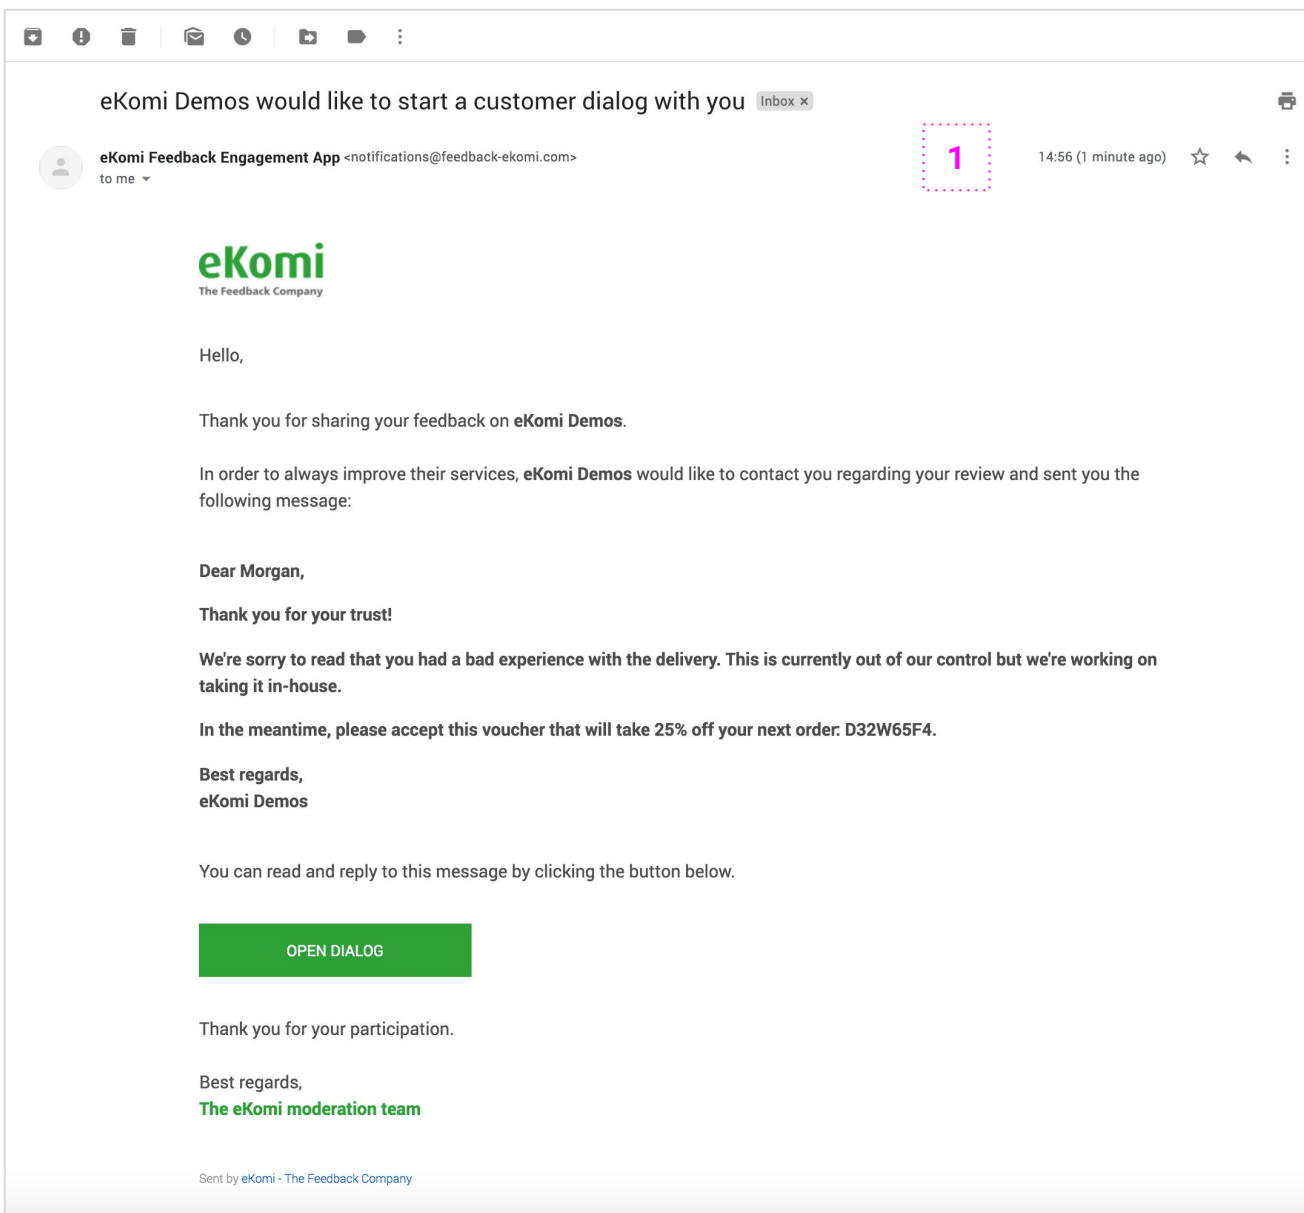 eKomi Demos would like to start a customer dialog with you Inbox ×
eKomi Feedback Engagement App <notifications@feedback-ekomi.com>
to me
1
14:56 (1 minute ago)
eKomi
The Feedback Company
Hello,
Thank you for sharing your feedback on eKomi Demos.
In order to always improve their services, eKomi Demos would like to contact you regarding your review and sent you the
following message:
Dear Morgan,
Thank you for your trust!
We're sorry to read that you had a bad experience with the delivery. This is currently out of our control but we're working on
taking it in-house.
In the meantime, please accept this voucher that will take 25% off your next order: D32W65F4.
Best regards,
eKomi Demos
You can read and reply to this message by clicking the button below.
OPEN DIALOG
Thank you for your participation.
Best regards,
The eKomi moderation team
Sent by eKomi - The Feedback Company